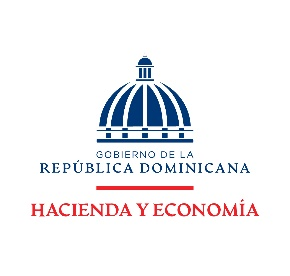 GOBIERNO DE LA
REPÚBLICA DOMINICANA
HACIENDA Y ECONOMÍA